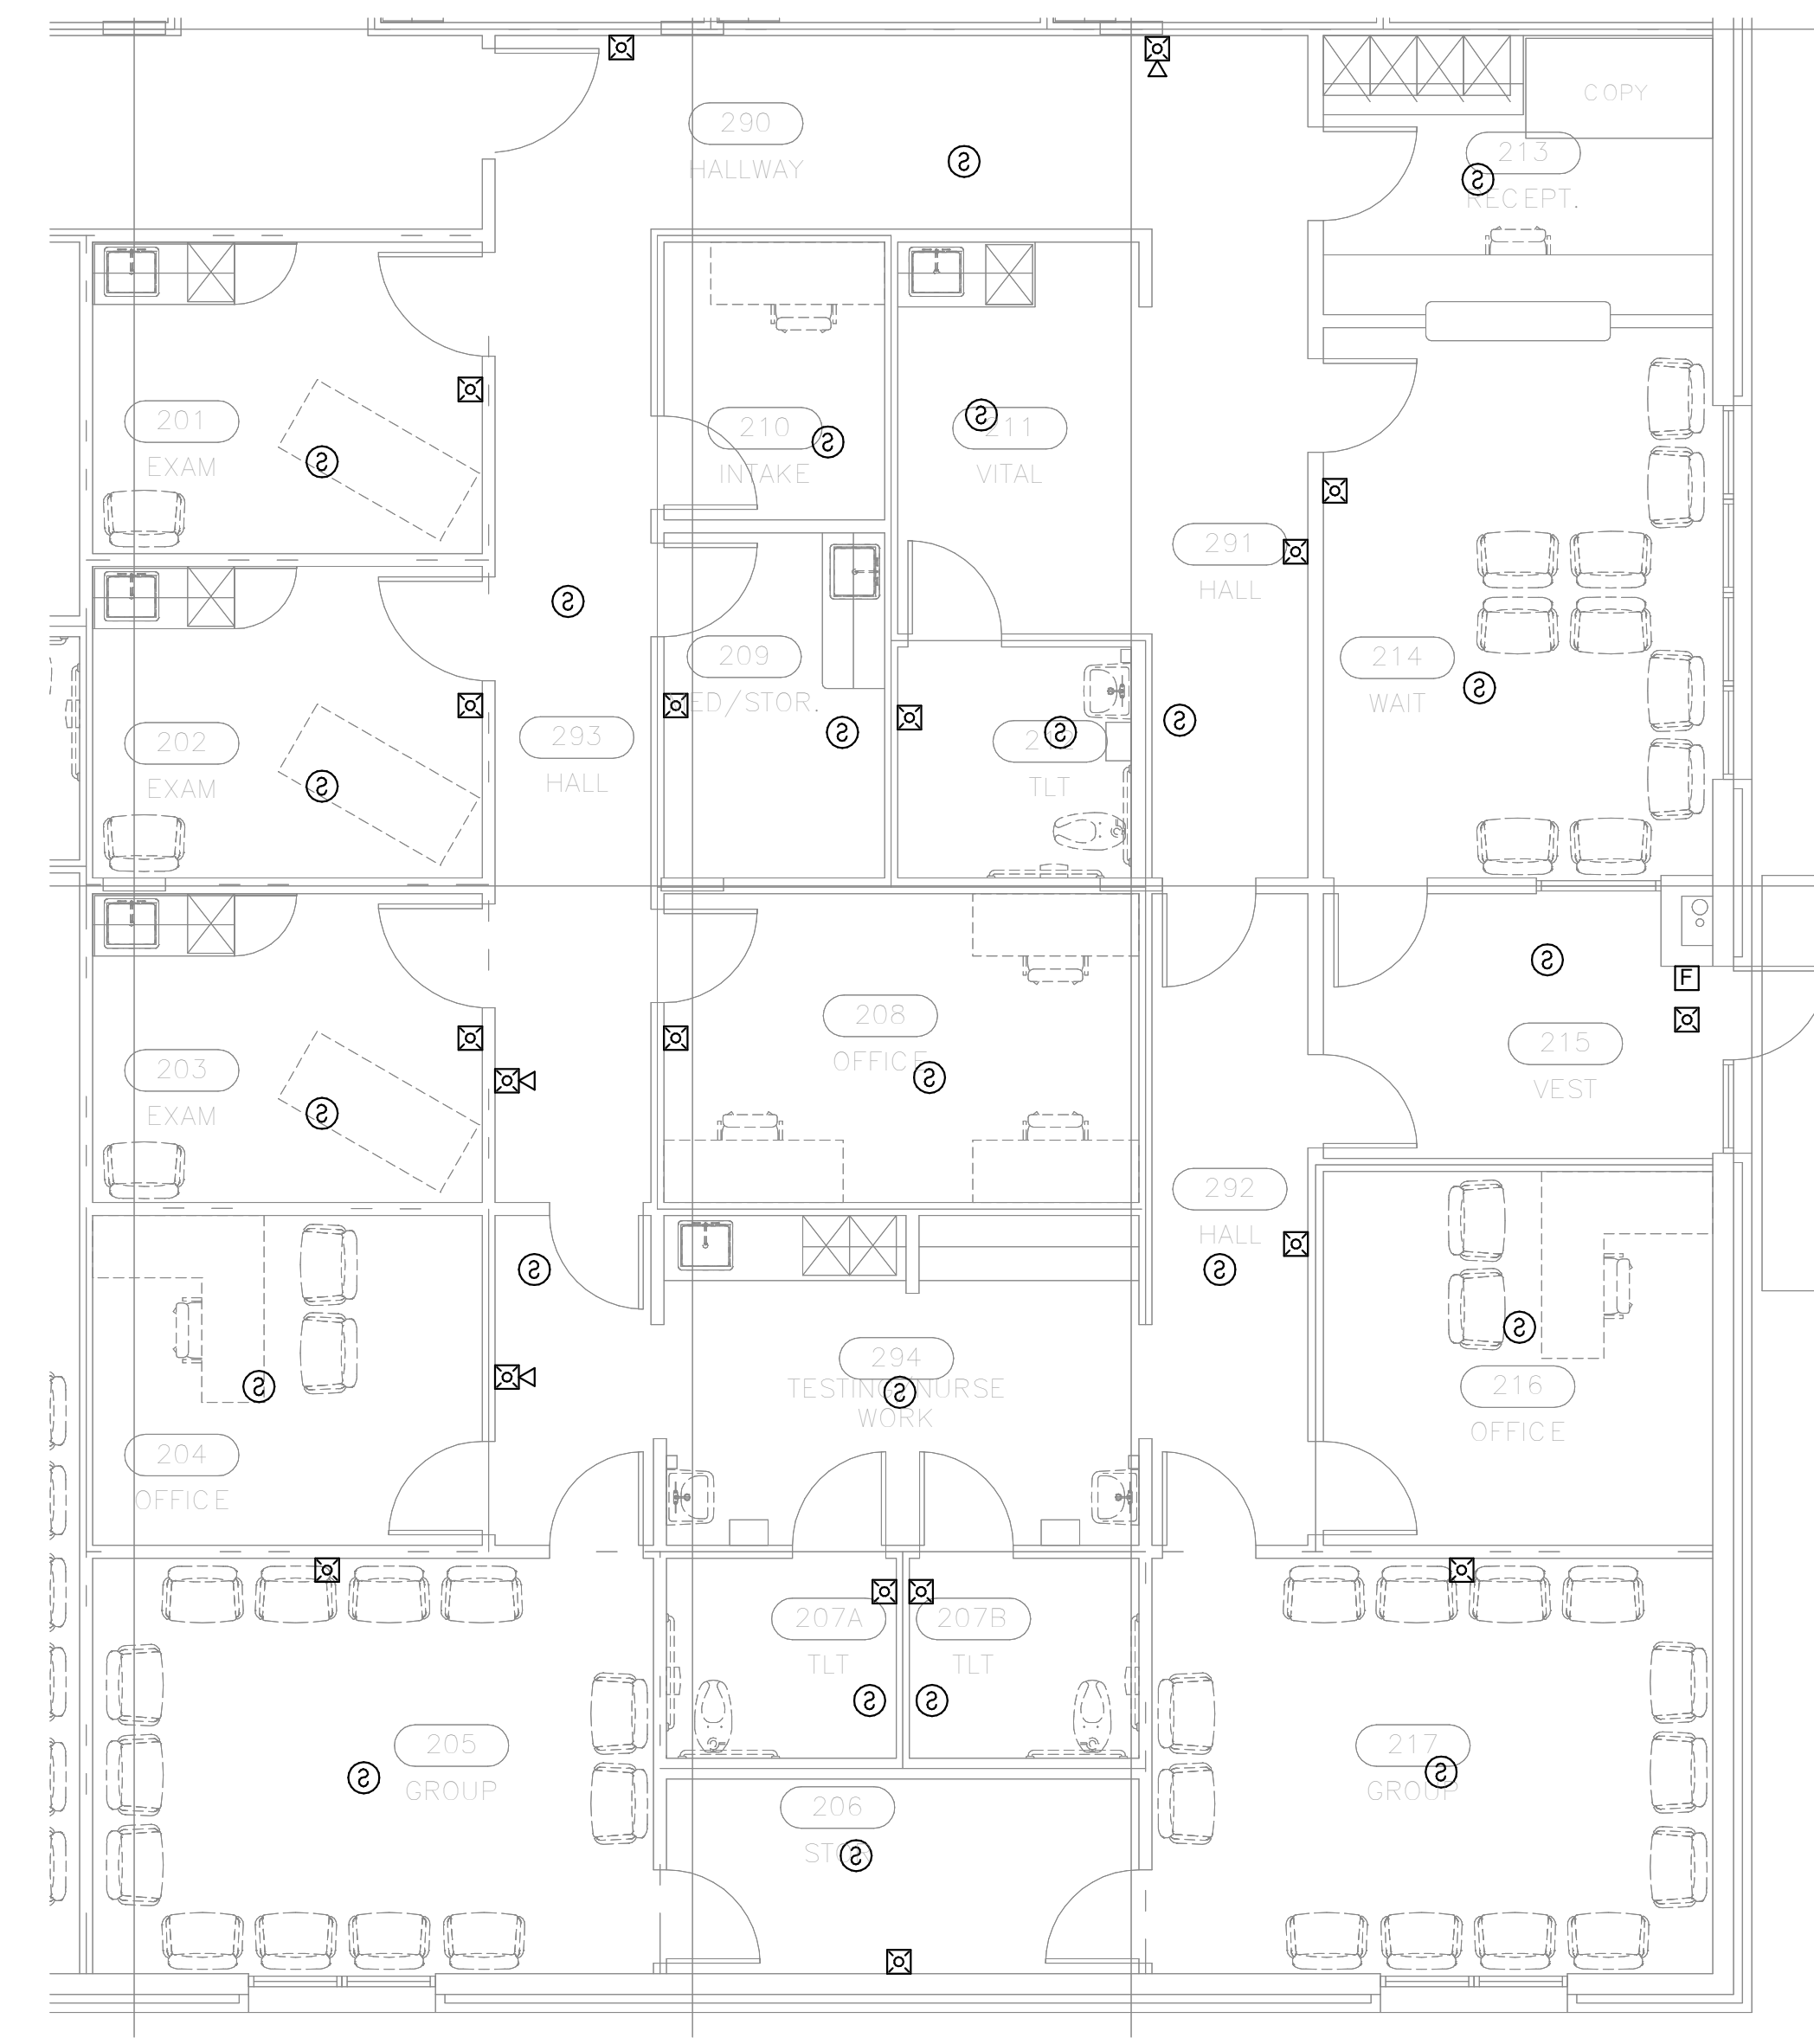 COPY
290
HALLWAY
213
RECEPT.
S
S
201
EXAM
S
210
INTAKE
S
211
VITAL
S
291
HALL
S
209
ED/STOR.
S
214
WAIT
S
202
EXAM
S
293
HALL
TLT
S
S
S
F
208
OFFICE
S
215
VEST
203
EXAM
S
292
HALL
S
S
294
TESTING/NURSE
WORK
S
204
OFFICE
S
216
OFFICE
S
207A
TLT
S
207B
TLT
S
205
GROUP
S
217
GROUP
S
206
S